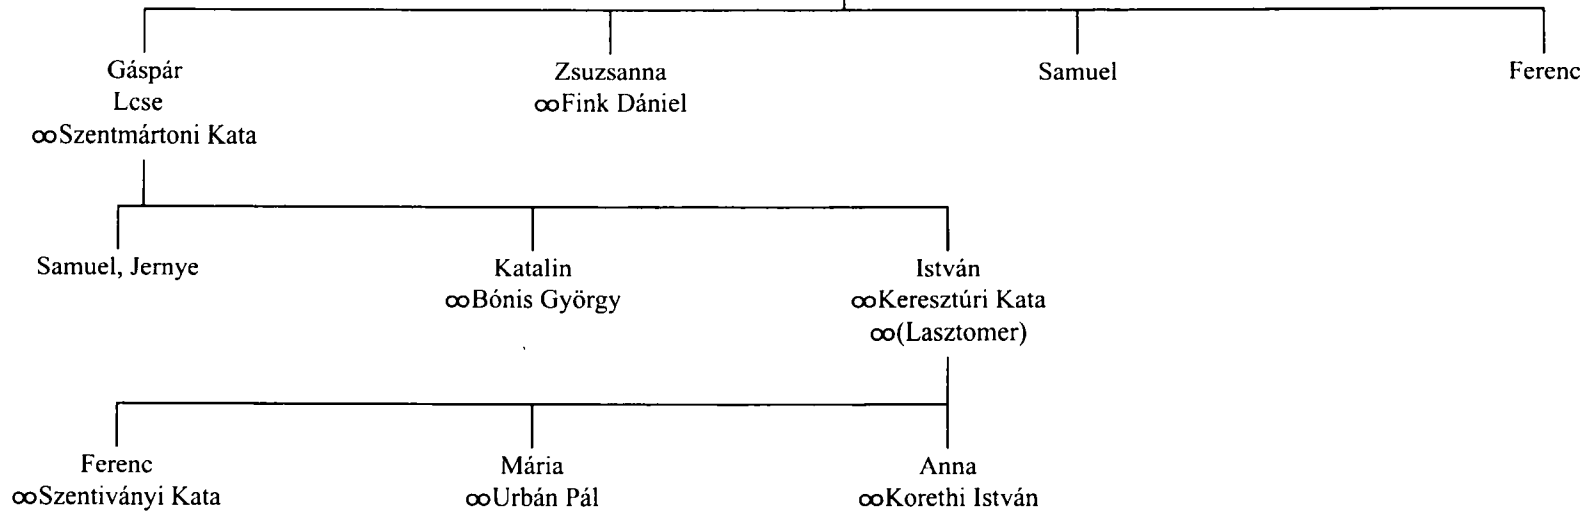 Gáspár
Lcse
∞Szentmártoni Kata
Zsuzsanna
∞Fink Dániel
Samuel
Ferenc
Samuel, Jernye
Katalin
∞Bónis György
István
∞Keresztúri Kata
∞(Lasztomer)
Ferenc
∞Szentiványi Kata
Mária
∞Urbán Pál
Anna
∞Korethi István